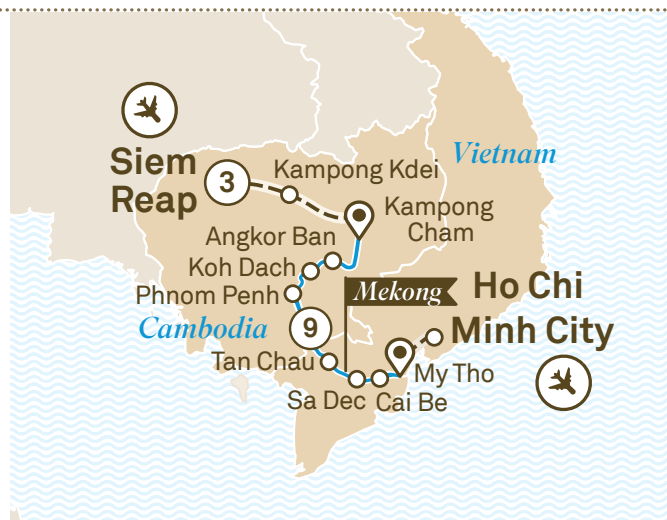 Siem
Reap
3
Kampong Kdei
Vietnam
Kampong
Cham
Angkor Ban
Koh Dach
Phnom Penh
Mekong
Ho Chi
Minh City
Cambodia
9
Tan Chau
My Tho
Sa Dec
Cai Be